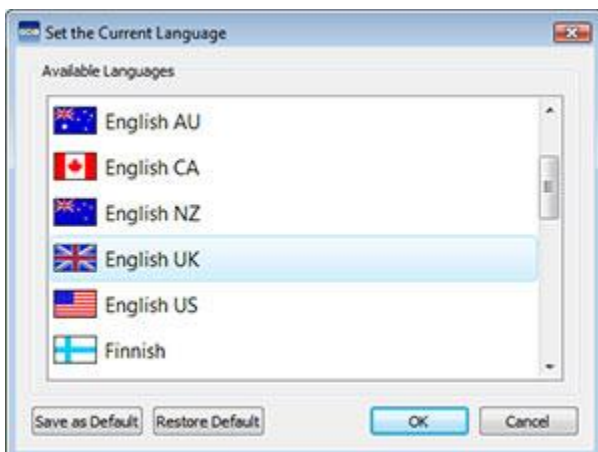 Set the Current Language
Available Languages
English AU
English CA
English NZ
English UK
English US
Finnish
Save as Default Restore Default OK Cancel